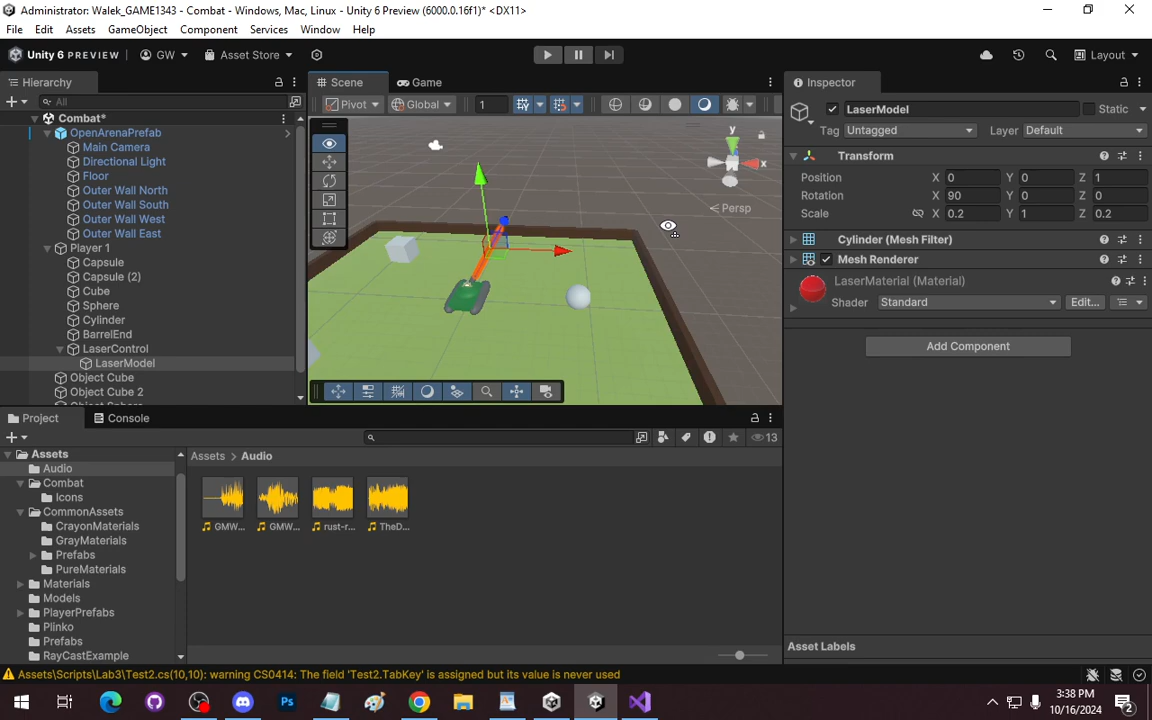 Administrator: Walek_GAME1343 - Combat - Windows, Mac, Linux - Unity 6 Preview (6000.0.16f1)* <DX11>
File Edit Assets GameObject Component Services Window Help
Unity 6 PREVIEW GW Asset Store Layout
Hierarchy
All
Combat*
OpenArenaPrefab
Main Camera
Directional Light
Floor
Outer Wall North
Outer Wall South
Outer Wall West
Outer Wall East
Player 1
Capsule
Capsule (2)
Cube
Sphere
Cylinder
BarrelEnd
LaserControl
LaserModel
Object Cube
Object Cube 2
Scene Game
Pivot Global 1
y
x
Persp
Inspector
LaserModel Static
Tag Untagged Layer Default
Transform
Position X 0 Y 0 Z 1
Rotation X 90 Y 0 Z 0
Scale X 0.2 Y 1 Z 0.2
Cylinder (Mesh Filter)
Mesh Renderer
LaserMaterial (Material)
Shader Standard Edit...
Add Component
Asset Labels
Project Console
13
Assets
Audio
Combat
Icons
CommonAssets
CrayonMaterials
GrayMaterials
Prefabs
PureMaterials
Materials
Models
PlayerPrefabs
Plinko
Prefabs
RayCastExample
Assets > Audio
GMW... GMW... rust-r... TheD...
Assets\Scripts\Lab3\Test2.cs(10,10): warning CS0414: The field 'Test2.TabKey' is assigned but its value is never used
Ps
3:38 PM
10/16/2024
2